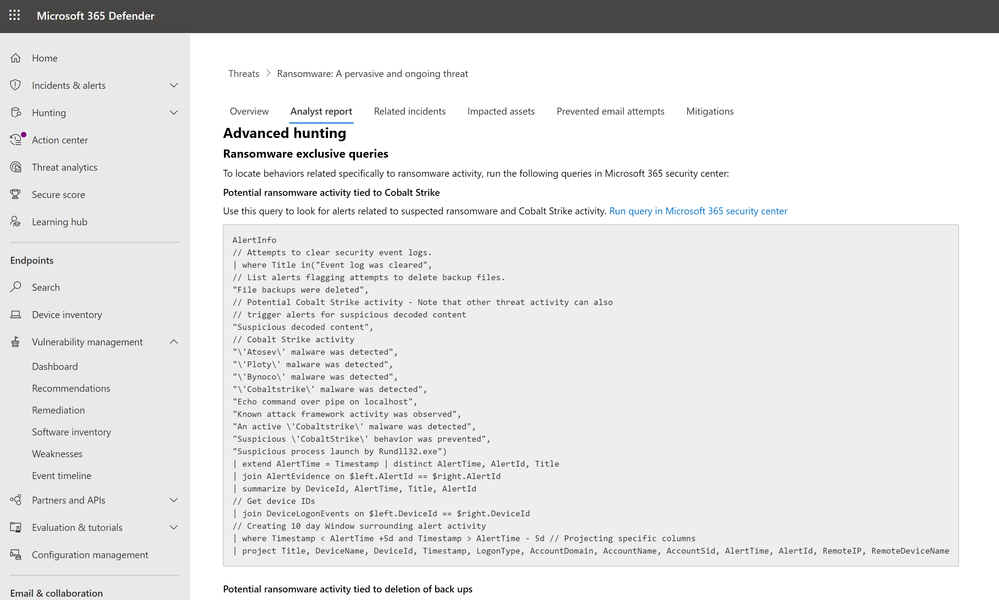 Microsoft 365 Defender
Home
Incidents & alerts
Hunting
Action center
Threat analytics
Secure score
Learning hub
Endpoints
Search
Device inventory
Vulnerability management
Dashboard
Recommendations
Remediation
Software inventory
Weaknesses
Event timeline
Partners and APIs
Evaluation & tutorials
Configuration management
Email & collaboration
Threats > Ransomware: A pervasive and ongoing threat
Overview Analyst report Related incidents Impacted assets Prevented email attempts Mitigations
Advanced hunting
Ransomware exclusive queries
To locate behaviors related specifically to ransomware activity, run the following queries in Microsoft 365 security center:
Potential ransomware activity tied to Cobalt Strike
Use this query to look for alerts related to suspected ransomware and Cobalt Strike activity. Run query in Microsoft 365 security center
AlertInfo
// Attempts to clear security event logs.
| where Title in("Event log was cleared",
// List alerts flagging attempts to delete backup files.
"File backups were deleted",
// Potential Cobalt Strike activity - Note that other threat activity can also
// trigger alerts for suspicious decoded content
"Suspicious decoded content",
// Cobalt Strike activity
"\'Atosev\' malware was detected",
"\'Ploty\' malware was detected",
"\'Bynoco\' malware was detected",
"\'Cobaltstrike\' malware was detected",
"Echo command over pipe on localhost",
"Known attack framework activity was observed",
"An active \'Cobaltstrike\' malware was detected",
"Suspicious \'CobaltStrike\' behavior was prevented",
"Suspicious process launch by Rundll32.exe")
| extend AlertTime = Timestamp | distinct AlertTime, AlertId, Title
| join AlertEvidence on $left.AlertId == $right.AlertId
| summarize by DeviceId, AlertTime, Title, AlertId
// Get device IDs
| join DeviceLogonEvents on $left.DeviceId == $right.DeviceId
// Creating 10 day Window surrounding alert activity
| where Timestamp < AlertTime +5d and Timestamp > AlertTime - 5d // Projecting specific columns
| project Title, DeviceName, DeviceId, Timestamp, LogonType, AccountDomain, AccountName, AccountSid, AlertTime, AlertId, RemoteIP, RemoteDeviceName
Potential ransomware activity tied to deletion of back ups